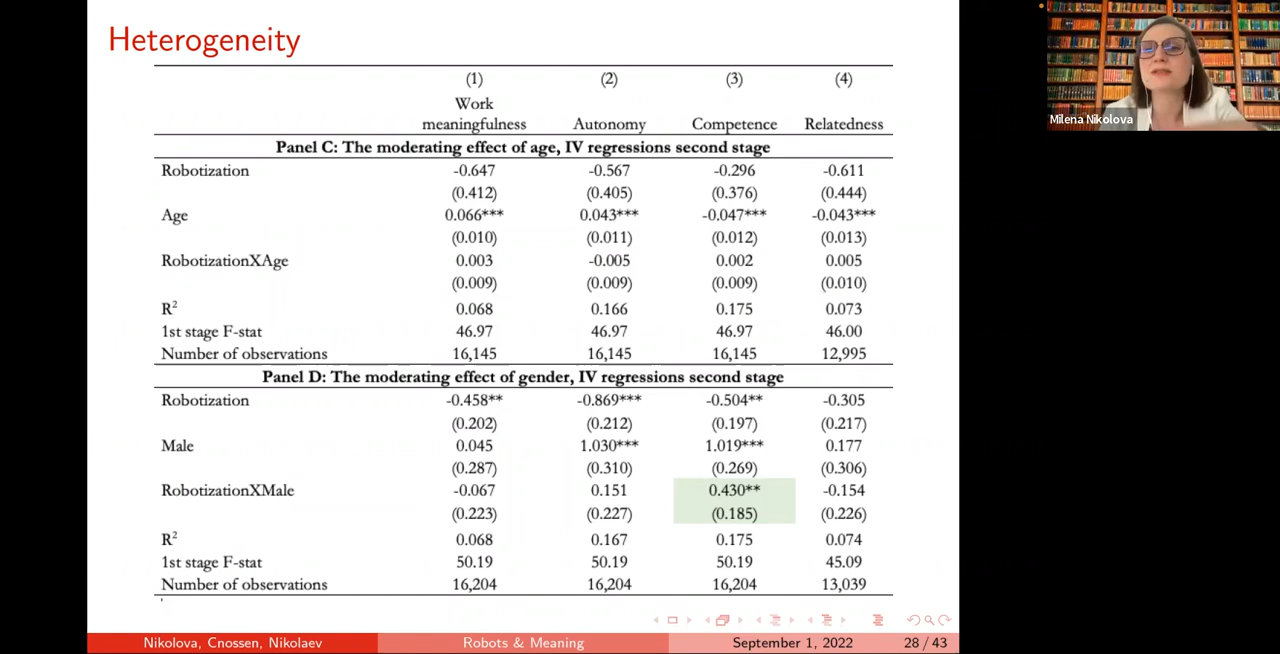 Heterogeneity
(1) (2) (3) (4)
Work
meaningfulness Autonomy Competence Relatedness
Panel C: The moderating effect of age, IV regressions second stage
Robotization -0.647 -0.567 -0.296 -0.611
(0.412) (0.405) (0.376) (0.444)
Age 0.066*** 0.043*** -0.047*** -0.043***
(0.010) (0.011) (0.012) (0.013)
RobotizationXAge 0.003 -0.005 0.002 0.005
(0.009) (0.009) (0.009) (0.010)
R² 0.068 0.166 0.175 0.073
1st stage F-stat 46.97 46.97 46.97 46.00
Number of observations 16,145 16,145 16,145 12,995
Panel D: The moderating effect of gender, IV regressions second stage
Robotization -0.458** -0.869*** -0.504** -0.305
(0.202) (0.212) (0.197) (0.217)
Male 0.045 1.030*** 1.019*** 0.177
(0.287) (0.310) (0.269) (0.306)
RobotizationXMale -0.067 0.151 0.430** -0.154
(0.223) (0.227) (0.185) (0.226)
R² 0.068 0.167 0.175 0.074
1st stage F-stat 50.19 50.19 50.19 45.09
Number of observations 16,204 16,204 16,204 13,039
Nikolova, Cnossen, Nikolaev Robots & Meaning September 1, 2022 28 / 43
Milena Nikolova